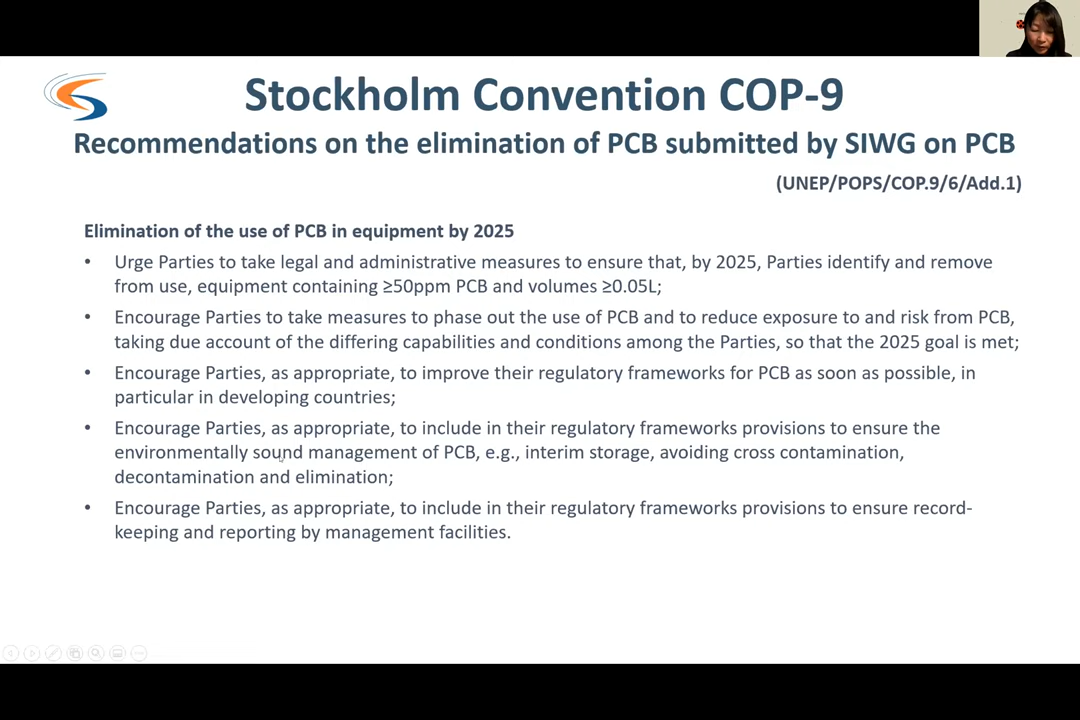 Stockholm Convention COP-9
Recommendations on the elimination of PCB submitted by SIWG on PCB
(UNEP/POPS/COP.9/6/Add.1)
Elimination of the use of PCB in equipment by 2025
• Urge Parties to take legal and administrative measures to ensure that, by 2025, Parties identify and remove
from use, equipment containing ≥50ppm PCB and volumes ≥0.05L;
• Encourage Parties to take measures to phase out the use of PCB and to reduce exposure to and risk from PCB,
taking due account of the differing capabilities and conditions among the Parties, so that the 2025 goal is met;
• Encourage Parties, as appropriate, to improve their regulatory frameworks for PCB as soon as possible, in
particular in developing countries;
• Encourage Parties, as appropriate, to include in their regulatory frameworks provisions to ensure the
environmentally sound management of PCB, e.g., interim storage, avoiding cross contamination,
decontamination and elimination;
• Encourage Parties, as appropriate, to include in their regulatory frameworks provisions to ensure record-
keeping and reporting by management facilities.